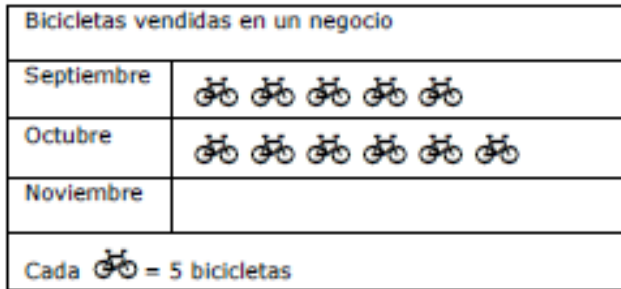 Bicicletas vendidas en un negocio
Septiembre
Octubre
Noviembre
Cada = 5 bicicletas